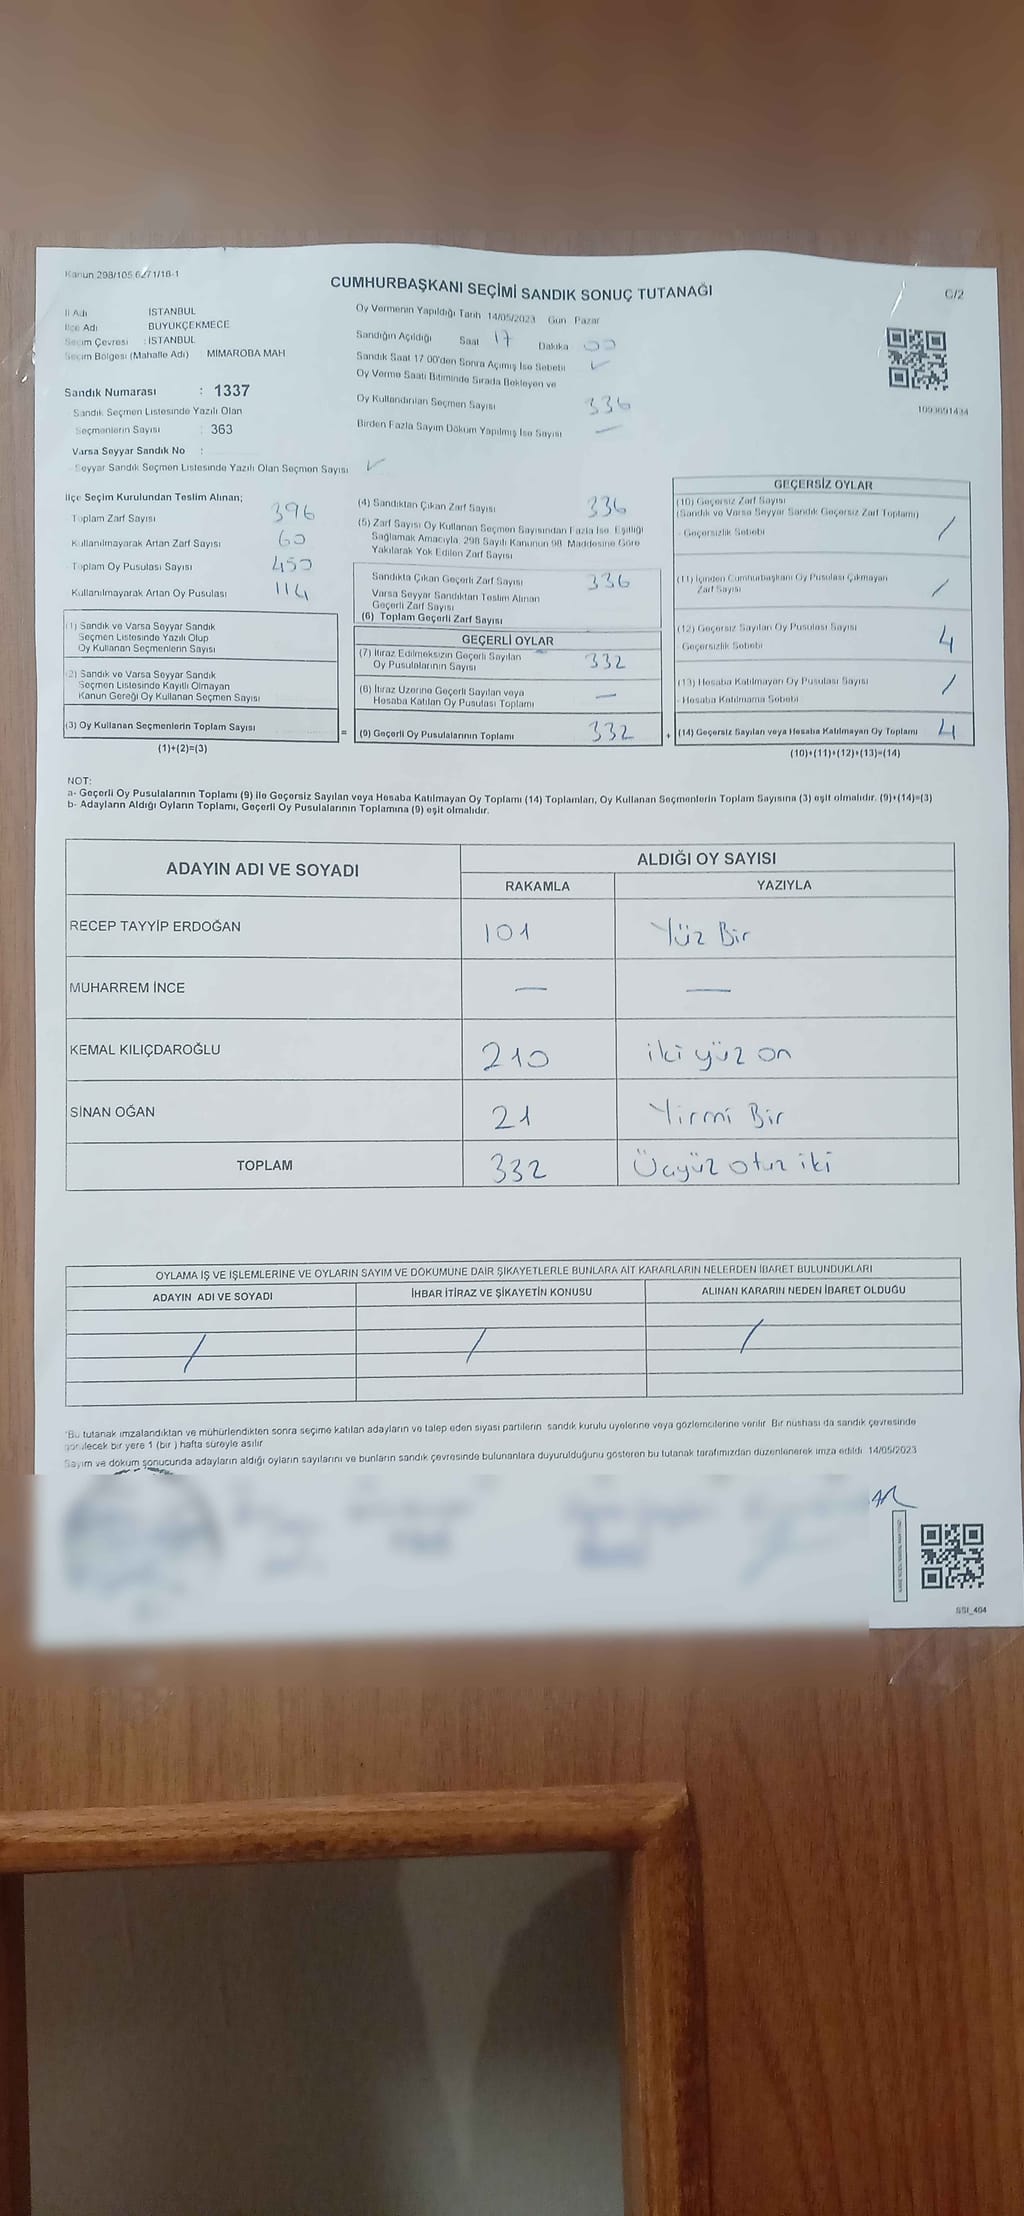 Kanun 298/105 6271/18-1
CUMHURBAŞKANI SEÇİMİ SANDIK SONUÇ TUTANAĞI
C/2
İl Adı İSTANBUL
İlçe Adı BÜYÜKÇEKMECE
Seçim Çevresi : İSTANBUL
Seçim Bölgesi (Mahalle Adı) MİMAROBA MAH
Sandık Numarası : 1337
Sandık Seçmen Listesinde Yazılı Olan
Seçmenlerin Sayısı : 363
Varsa Seyyar Sandık No :
Seyyar Sandık Seçmen Listesinde Yazılı Olan Seçmen Sayısı
Oy Vermenin Yapıldığı Tarih 14/05/2023 Gün Pazar
Sandığın Açıldığı Saat 17 Dakika 00
Sandık Saat 17 00'den Sonra Açmış İse Sebebi
Oy Verme Saati Bitiminde Sırada Bekleyen ve
Oy Kullandırılan Seçmen Sayısı 336
Birden Fazla Sayım Döküm Yapılmış İse Sayısı —
1093691434
İlçe Seçim Kurulundan Teslim Alınan;
Toplam Zarf Sayısı 396
Kullanılmayarak Artan Zarf Sayısı 60
Toplam Oy Pusulası Sayısı 450
Kullanılmayarak Artan Oy Pusulası 114
(1) Sandık ve Varsa Seyyar Sandık
Seçmen Listesinde Yazılı Olup
Oy Kullanan Seçmenlerin Sayısı
(2) Sandık ve Varsa Seyyar Sandık
Seçmen Listesinde Kayıtlı Olmayan
Kanun Gereği Oy Kullanan Seçmen Sayısı
(3) Oy Kullanan Seçmenlerin Toplam Sayısı
(1)+(2)=(3)
(4) Sandıktan Çıkan Zarf Sayısı 336
(5) Zarf Sayısı Oy Kullanan Seçmen Sayısından Fazla İse, Eşitliği
Sağlamak Amacıyla, 298 Sayılı Kanunun 98 Maddesine Göre
Yakılarak Yok Edilen Zarf Sayısı
Sandıkta Çıkan Geçerli Zarf Sayısı 336
Varsa Seyyar Sandıktan Teslim Alınan
Geçerli Zarf Sayısı
(6) Toplam Geçerli Zarf Sayısı
GEÇERLİ OYLAR
(7) İtiraz Edilmeksizin Geçerli Sayılan
Oy Pusulalarının Sayısı 332
(8) İtiraz Üzerine Geçerli Sayılan veya
Hesaba Katılan Oy Pusulası Toplamı —
= (9) Geçerli Oy Pusulalarının Toplamı 332
GEÇERSİZ OYLAR
(10) Geçersiz Zarf Sayısı
(Sandık ve Varsa Seyyar Sandık Geçersiz Zarf Toplamı) /
Geçersizlik Sebebi
(11) İçinden Cumhurbaşkanı Oy Pusulası Çıkmayan
Zarf Sayısı /
(12) Geçersiz Sayılan Oy Pusulası Sayısı 4
Geçersizlik Sebebi
(13) Hesaba Katılmayan Oy Pusulası Sayısı /
Hesaba Katılmama Sebebi
+ (14) Geçersiz Sayılan veya Hesaba Katılmayan Oy Toplamı 4
(10)+(11)+(12)+(13)=(14)
NOT:
a- Geçerli Oy Pusulalarının Toplamı (9) ile Geçersiz Sayılan veya Hesaba Katılmayan Oy Toplamı (14) Toplamları, Oy Kullanan Seçmenlerin Toplam Sayısına (3) eşit olmalıdır. (9)+(14)=(3)
b- Adayların Aldığı Oyların Toplamı, Geçerli Oy Pusulalarının Toplamına (9) eşit olmalıdır.
ADAYIN ADI VE SOYADI ALDIĞI OY SAYISI
RAKAMLA YAZIYLA
RECEP TAYYİP ERDOĞAN 101 Yüz Bir
MUHARREM İNCE — —
KEMAL KILIÇDAROĞLU 210 iki yüz on
SİNAN OĞAN 21 Yirmi Bir
TOPLAM 332 Üçyüz otuz iki
OYLAMA İŞ VE İŞLEMLERİNE VE OYLARIN SAYIM VE DÖKÜMÜNE DAİR ŞİKAYETLERLE BUNLARA AİT KARARLARIN NELERDEN İBARET BULUNDUKLARI
ADAYIN ADI VE SOYADI İHBAR İTİRAZ VE ŞİKAYETİN KONUSU ALINAN KARARIN NEDEN İBARET OLDUĞU
/ / /
*Bu tutanak imzalandıktan ve mühürlendikten sonra seçime katılan adayların ve talep eden siyasi partilerin sandık kurulu üyelerine veya gözlemcilerine verilir Bir nüshası da sandık çevresinde
görülecek bir yere 1 (bir ) hafta süreyle asılır
Sayım ve döküm sonucunda adayların aldığı oyların sayılarını ve bunların sandık çevresinde bulunanlara duyurulduğunu gösteren bu tutanak tarafımızdan düzenlenerek imza edildi 14/05/2023
SSI_404